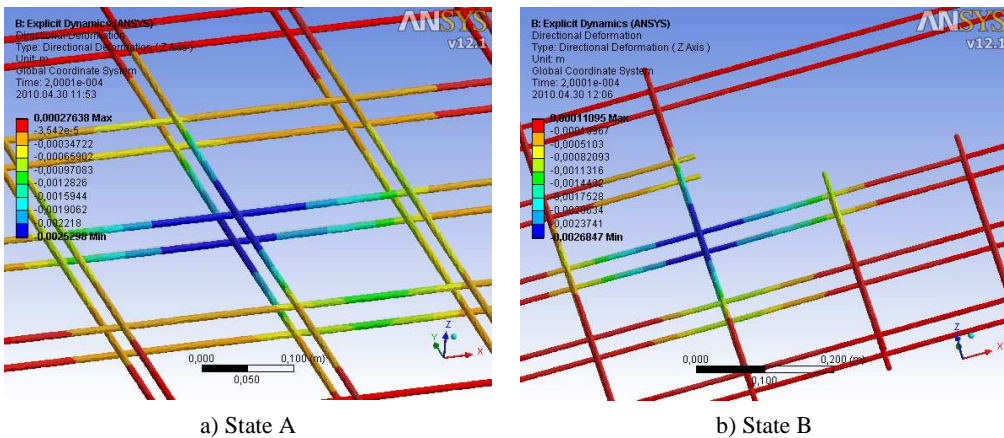 B: Explicit Dynamics (ANSYS)
Directional Deformation
Type: Directional Deformation ( Z Axis )
Unit: m
Global Coordinate System
Time: 2,0001e-004
2010.04.30 11:53
0,00027638 Max
-3,542e-5
-0,00034722
-0,00065902
-0,00097083
-0,0012826
-0,0015944
-0,0019062
-0,002218
-0,0025298 Min
ANSYS
v12.1
0,000
0,100 (m)
0,050
Y
Z
X
a) State A
B: Explicit Dynamics (ANSYS)
Directional Deformation
Type: Directional Deformation ( Z Axis )
Unit: m
Global Coordinate System
Time: 2,0001e-004
2010.04.30 12:06
0,00011095 Max
-0,0005103
-0,00082093
-0,0011316
-0,0014422
-0,0017528
-0,0020634
-0,0023741
-0,0026847 Min
ANSYS
v12.1
0,000
0,200 (m)
0,100
Z
X
b) State B